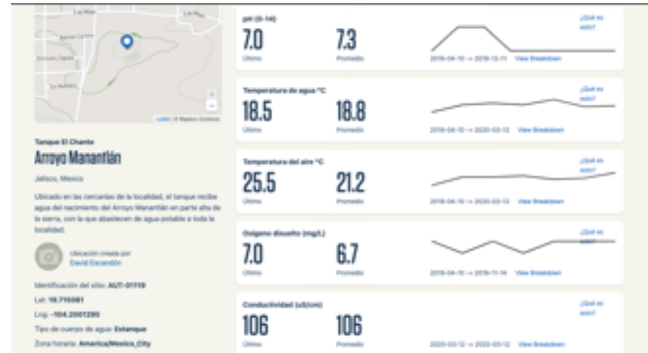 Leaflet | © Mapbox Outdoors
Tanque El Chante
Arroyo Manantlán
Jalisco, Mexico
Ubicado en las cercanías de la localidad, el tanque recibe
agua del nacimiento del Arroyo Manantlán en parte alta de
la sierra, con la que abastecen de agua potable a toda la
localidad.
Ubicación creada por
David Escandón
Identificación del sitio: AUT-01119
Lat: 19.715081
Lng: -104.2001295
Tipo de cuerpo de agua: Estanque
Zona horaria: America/Mexico_City
pH (0-14)
¿Qué es
esto?
7.0
7.3
Último
Promedio
2019-04-10 -> 2019-12-11 View Breakdown
Temperatura de agua °C
¿Qué es
esto?
18.5
18.8
Último
Promedio
2019-04-10 -> 2020-03-12 View Breakdown
Temperatura del aire °C
¿Qué es
esto?
25.5
21.2
Último
Promedio
2019-04-10 -> 2020-03-12 View Breakdown
Oxígeno disuelto (mg/L)
¿Qué es
esto?
7.0
6.7
Último
Promedio
2019-04-10 -> 2019-11-14 View Breakdown
Conductividad (uS/cm)
¿Qué es
esto?
106
106
Último
Promedio
2020-03-12 -> 2020-03-12 View Breakdown